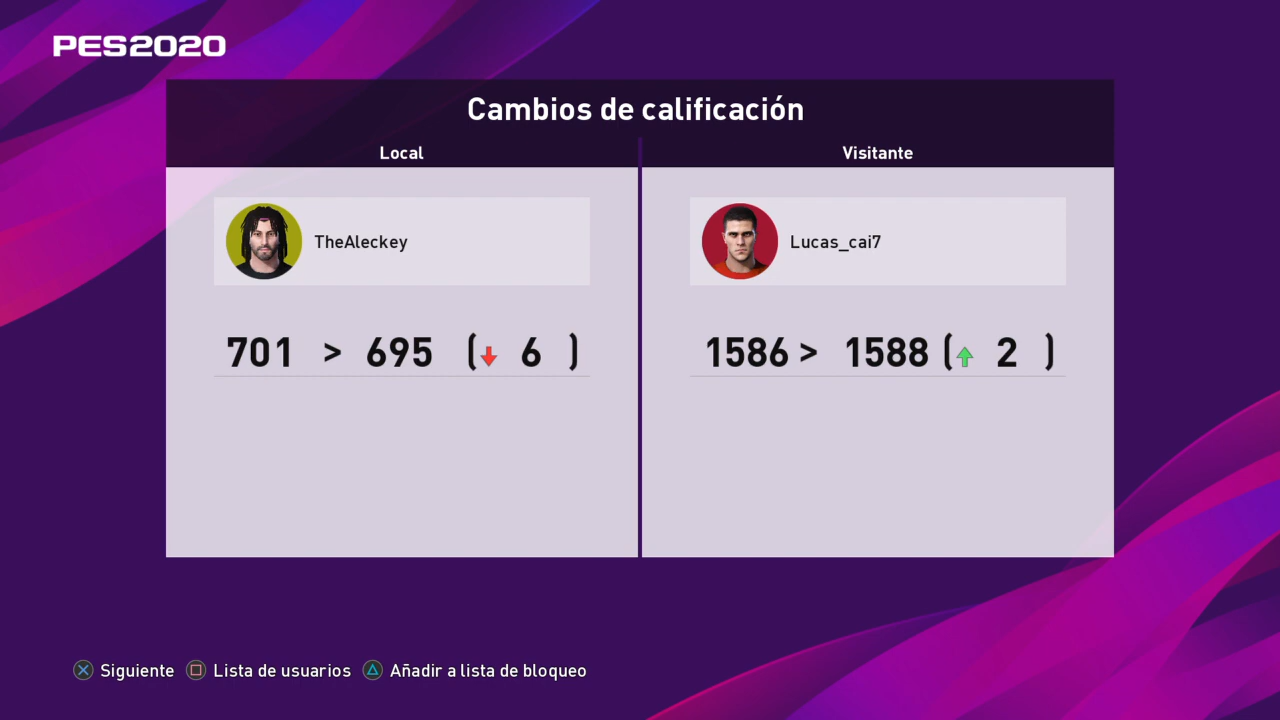 PES2020
Cambios de calificación
Local
Visitante
TheAleckey
Lucas_cai7
701 > 695 (↓ 6 )
1586 > 1588 (↑ 2 )
Siguiente Lista de usuarios Añadir a lista de bloqueo